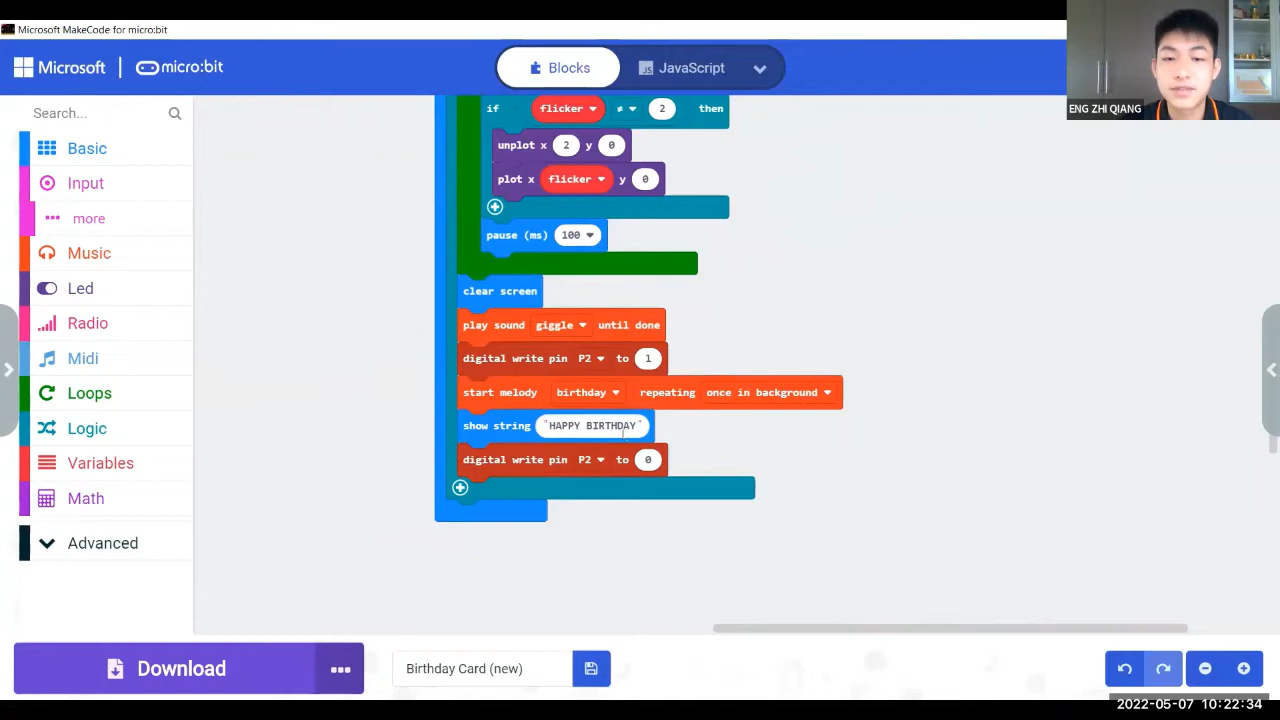 Microsoft MakeCode for micro:bit
Microsoft | micro:bit
Blocks
JS JavaScript
ENG ZHI QIANG
Search...
Basic
Input
more
Music
Led
Radio
Midi
Loops
Logic
Variables
Math
Advanced
if flicker ≠ 2 then
unplot x 2 y 0
plot x flicker y 0
pause (ms) 100
clear screen
play sound giggle until done
digital write pin P2 to 1
start melody birthday repeating once in background
show string "HAPPY BIRTHDAY"
digital write pin P2 to 0
Download
Birthday Card (new)
2022-05-07 10:22:34